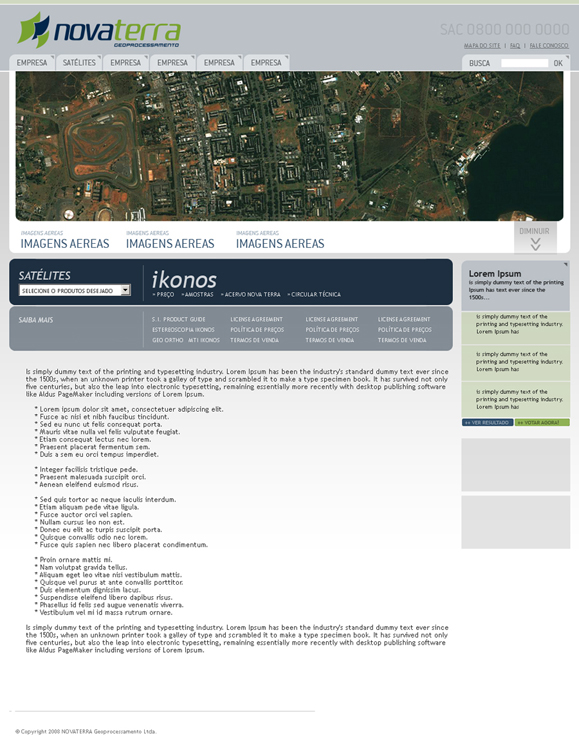 novaterra
GEOPROCESSAMENTO
SAC 0800 000 0000
MAPA DO SITE | FAQ | FALE CONOSCO
EMPRESA SATÉLITES EMPRESA EMPRESA EMPRESA EMPRESA
BUSCA OK
IMAGENS AEREAS IMAGENS AEREAS IMAGENS AEREAS
IMAGENS AEREAS IMAGENS AEREAS IMAGENS AEREAS
DIMINUIR
SATÉLITES
SELECIONE O PRODUTOS DESEJADO
ikonos
» PREÇO » AMOSTRAS » ACERVO NOVA TERRA » CIRCULAR TÉCNICA
SAIBA MAIS
S.I. PRODUCT GUIDE LICENSE AGREEMENT LICENSE AGREEMENT LICENSE AGREEMENT
ESTEREOSCOPIA IKONOS POLÍTICA DE PREÇOS POLÍTICA DE PREÇOS POLÍTICA DE PREÇOS
GEO ORTHO MTI IKONOS TERMOS DE VENDA TERMOS DE VENDA TERMOS DE VENDA
Lorem Ipsum
is simply dummy text of the printing
Ipsum has text ever since the
1500s...
Is simply dummy text of the
printing and typesetting industry.
Lorem Ipsum has
Is simply dummy text of the
printing and typesetting industry.
Lorem Ipsum has
Is simply dummy text of the
printing and typesetting industry.
Lorem Ipsum has
>> VER RESULTADO >> VOTAR AGORA!
Is simply dummy text of the printing and typesetting industry. Lorem Ipsum has been the industry's standard dummy text ever since
the 1500s, when an unknown printer took a galley of type and scrambled it to make a type specimen book. It has survived not only
five centuries, but also the leap into electronic typesetting, remaining essentially more recently with desktop publishing software
like Aldus PageMaker including versions of Lorem Ipsum.
* Lorem ipsum dolor sit amet, consectetuer adipiscing elit.
* Fusce ac nisi et nibh faucibus tincidunt.
* Sed eu nunc ut felis consequat porta.
* Mauris vitae nulla vel felis vulputate feugiat.
* Etiam consequat lectus nec lorem.
* Praesent placerat fermentum sem.
* Duis a sem eu orci tempus imperdiet.
* Integer facilisis tristique pede.
* Praesent malesuada suscipit orci.
* Aenean eleifend euismod risus.
* Sed quis tortor ac neque iaculis interdum.
* Etiam aliquam pede vitae ligula.
* Fusce auctor orci vel sapien.
* Nullam cursus leo non est.
* Donec eu elit ac turpis suscipit porta.
* Quisque convallis odio nec lorem.
* Fusce quis sapien nec libero placerat condimentum.
* Proin ornare mattis mi.
* Nam volutpat gravida tellus.
* Aliquam eget leo vitae nisi vestibulum mattis.
* Quisque vel purus at ante convallis porttitor.
* Duis elementum dignissim lacus.
* Suspendisse eleifend libero dapibus risus.
* Phasellus id felis sed augue venenatis viverra.
* Vestibulum vel mi id massa rutrum ornare.
Is simply dummy text of the printing and typesetting industry. Lorem Ipsum has been the industry's standard dummy text ever since
the 1500s, when an unknown printer took a galley of type and scrambled it to make a type specimen book. It has survived not only
five centuries, but also the leap into electronic typesetting, remaining essentially more recently with desktop publishing software
like Aldus PageMaker including versions of Lorem Ipsum.
© Copyright 2008 NOVATERRA Geoprocessamento Ltda.